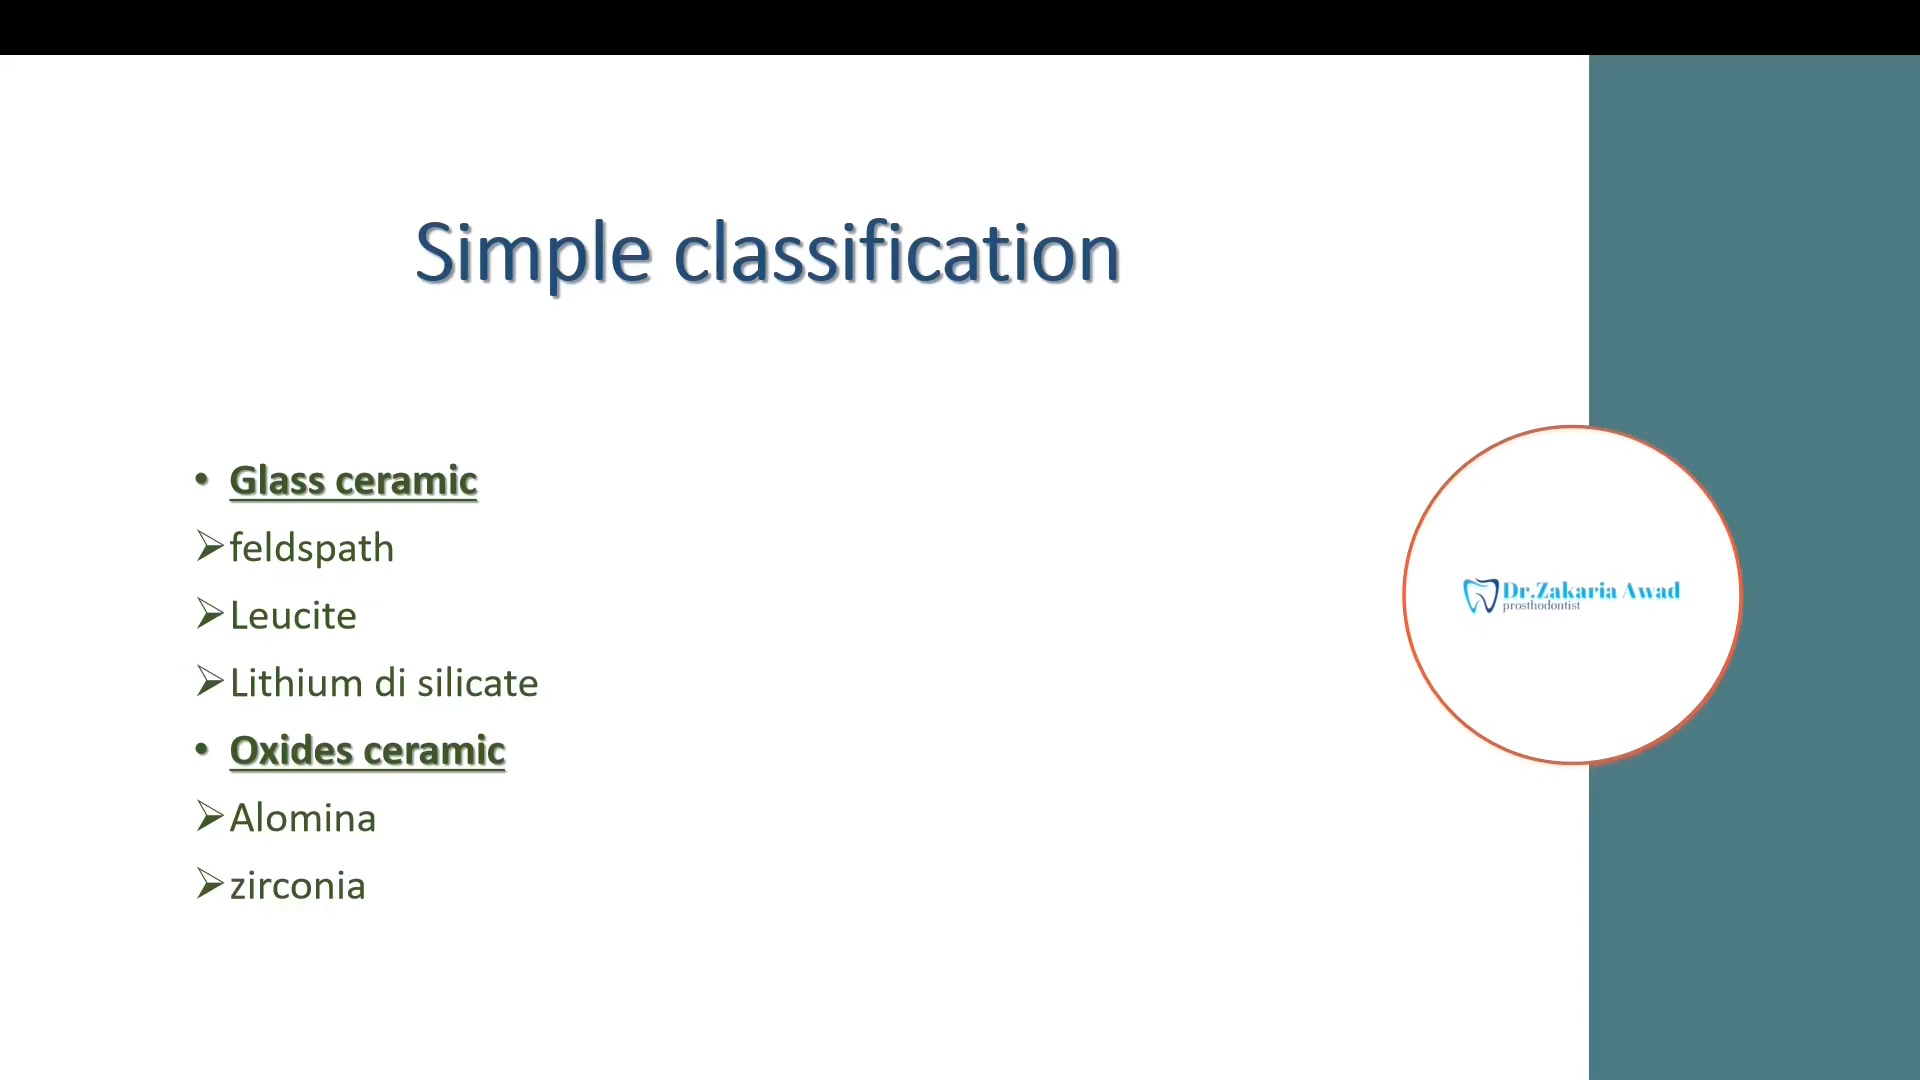 Simple classification
• Glass ceramic
➢feldspath
➢Leucite
➢Lithium di silicate
• Oxides ceramic
➢Alomina
➢zirconia
Dr.Zakaria Awad
prosthodontist